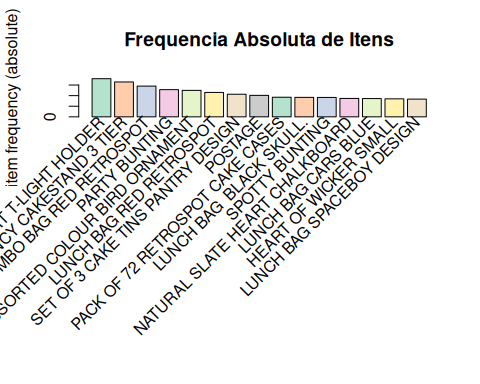 Frequencia Absoluta de Itens
item frequency (absolute)
0
T T-LIGHT HOLDER
CY CAKESTAND 3 TIER
MBO BAG RED RETROSPOT
PARTY BUNTING
SSORTED COLOUR BIRD ORNAMENT
LUNCH BAG RED RETROSPOT
SET OF 3 CAKE TINS PANTRY DESIGN
POSTAGE
PACK OF 72 RETROSPOT CAKE CASES
LUNCH BAG BLACK SKULL.
SPOTTY BUNTING
NATURAL SLATE HEART CHALKBOARD
LUNCH BAG CARS BLUE
HEART OF WICKER SMALL
LUNCH BAG SPACEBOY DESIGN